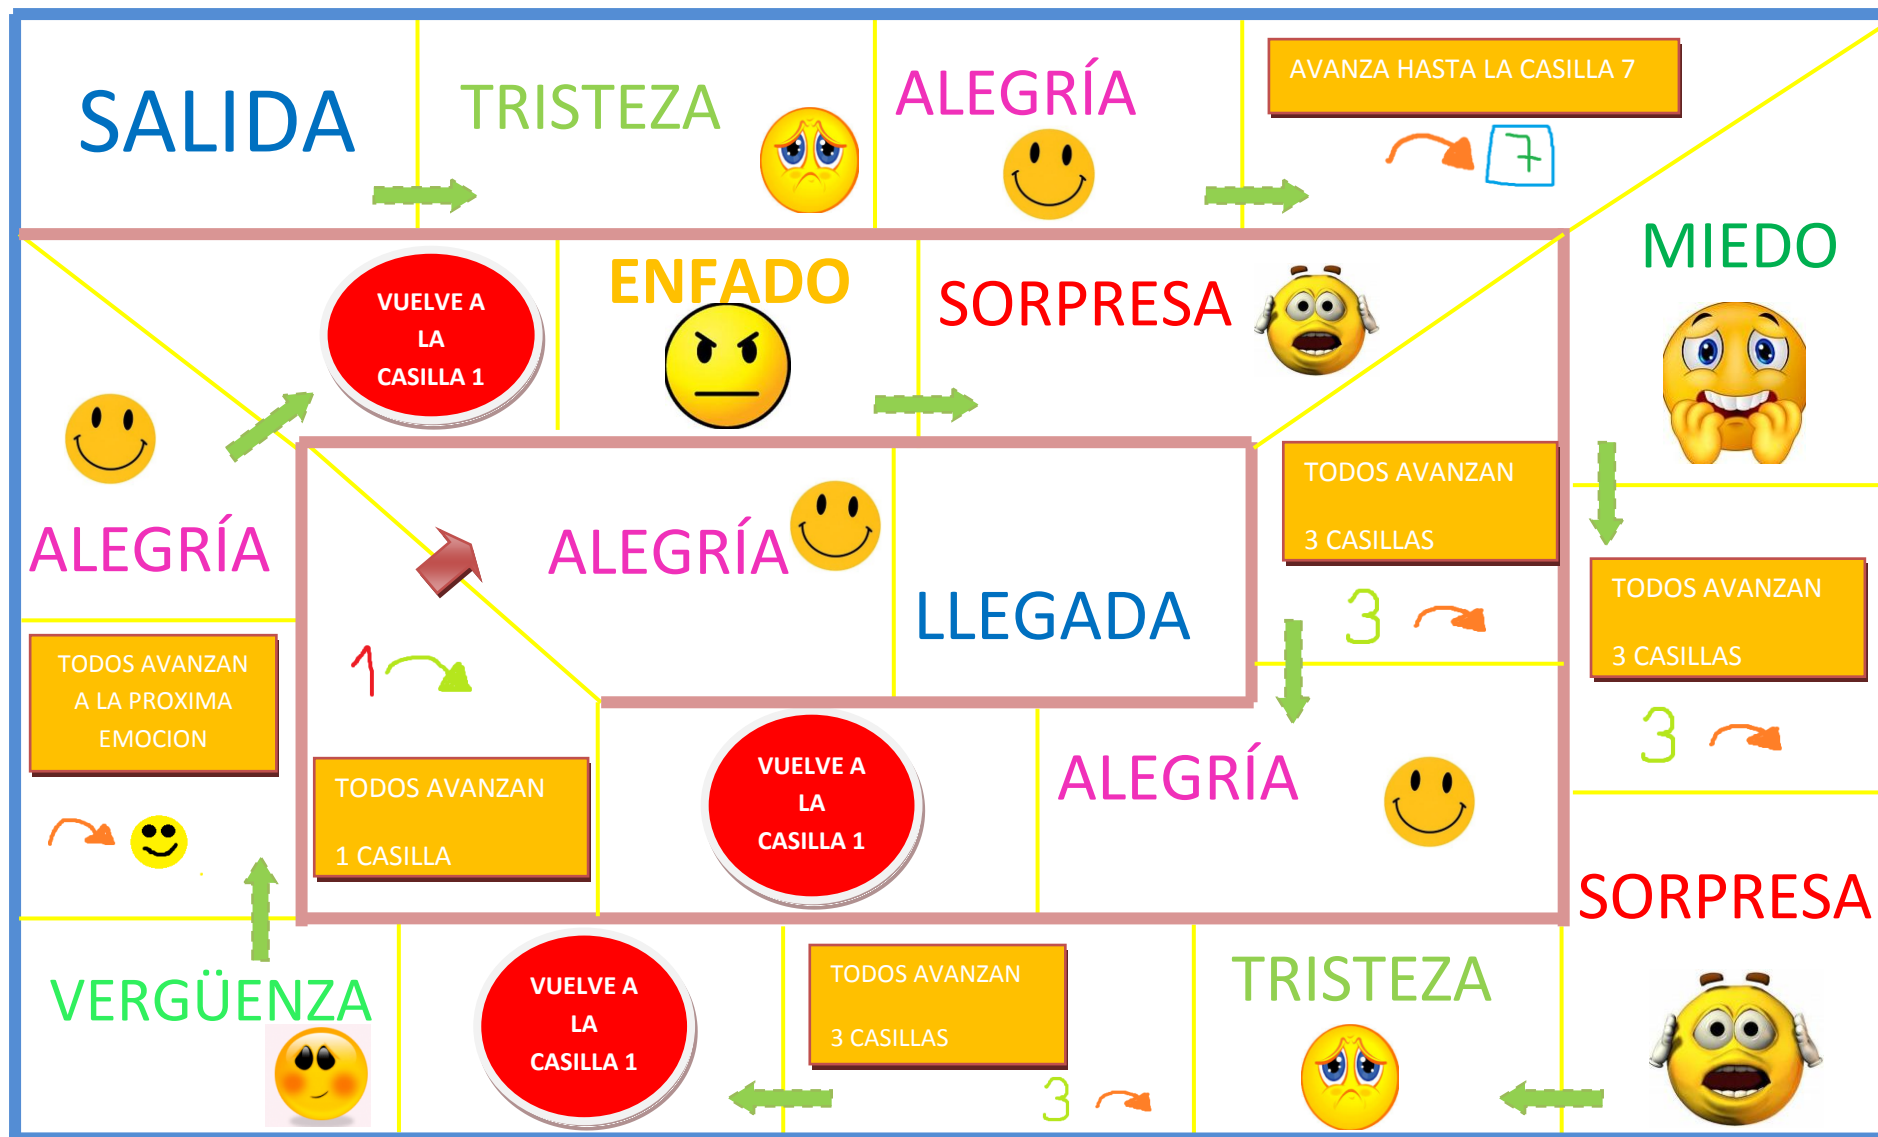 SALIDA
TRISTEZA
ALEGRÍA
AVANZA HASTA LA CASILLA 7
7
MIEDO
TODOS AVANZAN
3 CASILLAS
3
SORPRESA
TRISTEZA
TODOS AVANZAN
3 CASILLAS
3
VUELVE A
LA
CASILLA 1
VERGÜENZA
TODOS AVANZAN
A LA PROXIMA
EMOCION
ALEGRÍA
VUELVE A
LA
CASILLA 1
ENFADO
SORPRESA
TODOS AVANZAN
3 CASILLAS
3
ALEGRÍA
VUELVE A
LA
CASILLA 1
1
TODOS AVANZAN
1 CASILLA
ALEGRÍA
LLEGADA